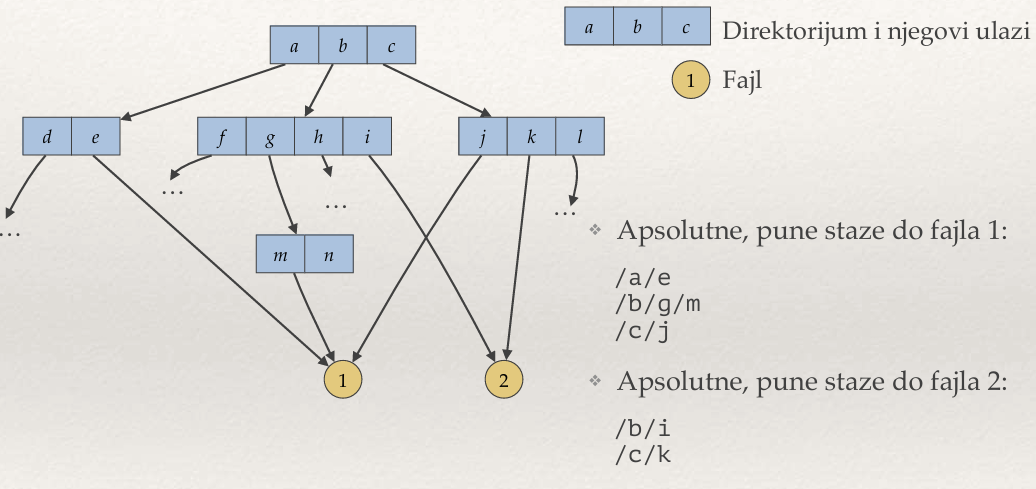 a b c
a b c Direktorijum i njegovi ulazi
1 Fajl
d e
f g h i
j k l
...
...
...
...
m n
1
2
❖ Apsolutne, pune staze do fajla 1:
/a/e
/b/g/m
/c/j
❖ Apsolutne, pune staze do fajla 2:
/b/i
/c/k